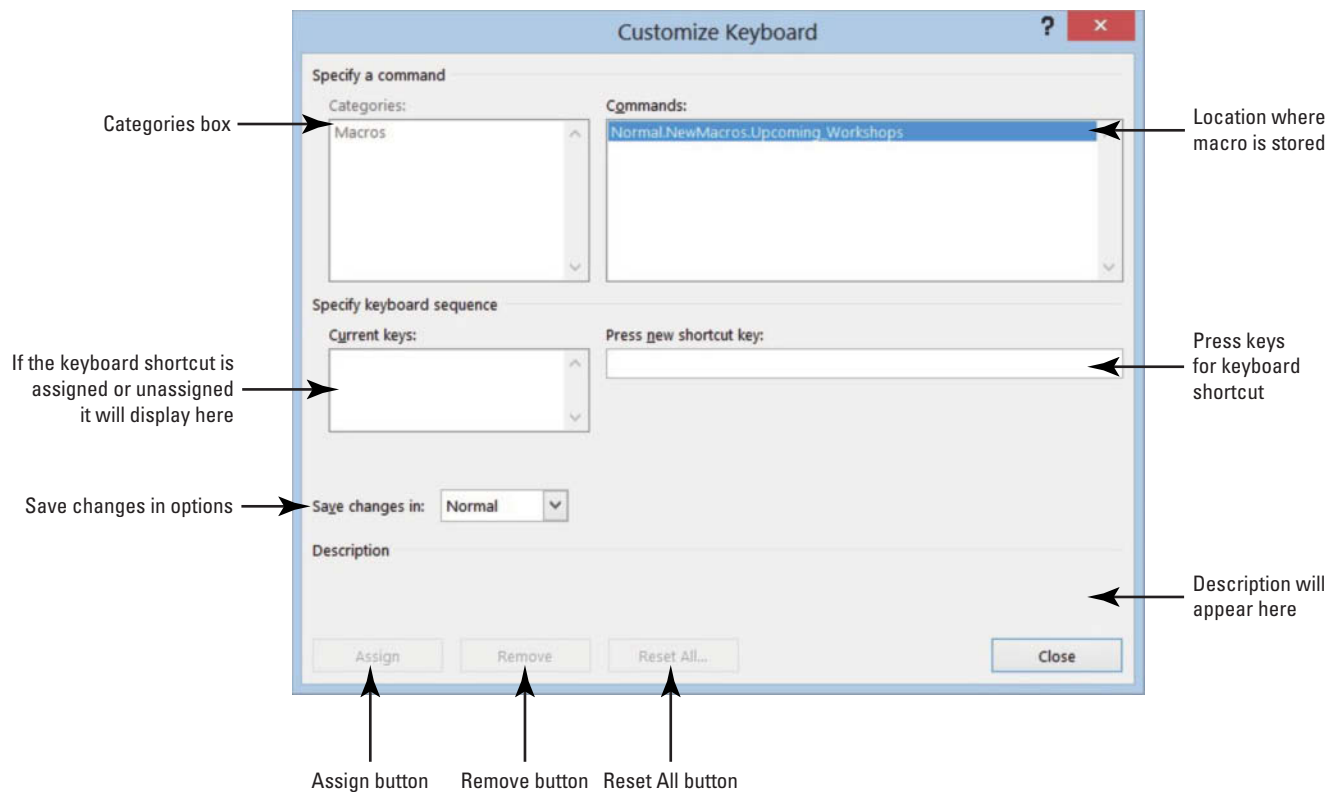 Customize Keyboard
?
×
Specify a command
Categories:
Commands:
Categories box
Macros
Normal.NewMacros.Upcoming_Workshops
Location where
macro is stored
Specify keyboard sequence
Current keys:
Press new shortcut key:
If the keyboard shortcut is
assigned or unassigned
it will display here
Press keys
for keyboard
shortcut
Save changes in options
Save changes in:
Normal
Description
Description will
appear here
Assign
Remove
Reset All...
Close
Assign button
Remove button
Reset All button